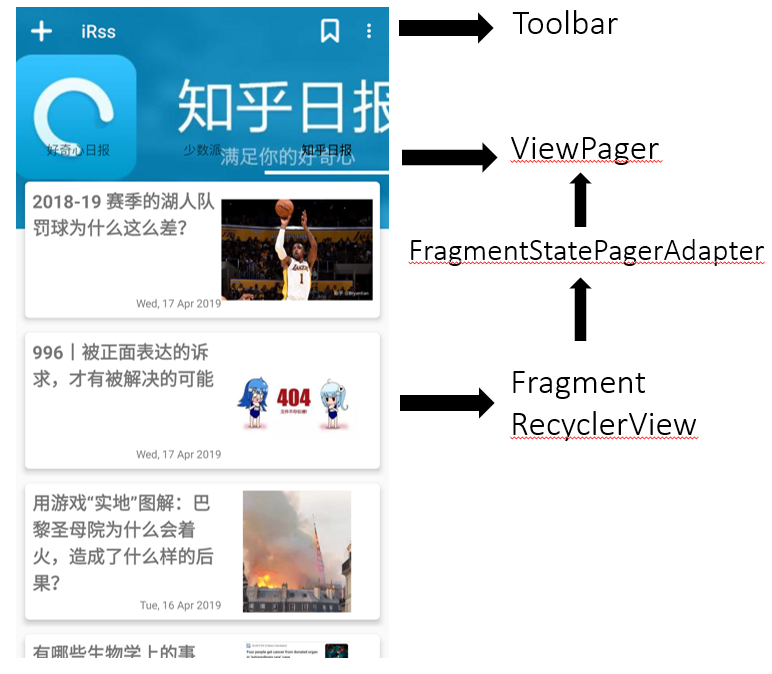 iRss
Toolbar
知乎日报
满足你的好奇心
好奇心日报
少数派
知乎日报
ViewPager
2018-19 赛季的湖人队
罚球为什么这么差?
Wed, 17 Apr 2019
FragmentStatePagerAdapter
996丨被正面表达的诉
求，才有被解决的可能
404
Wed, 17 Apr 2019
Fragment
RecyclerView
用游戏“实地”图解：巴
黎圣母院为什么会着
火，造成了什么样的后
果?
Tue, 16 Apr 2019
有哪些生物学上的事